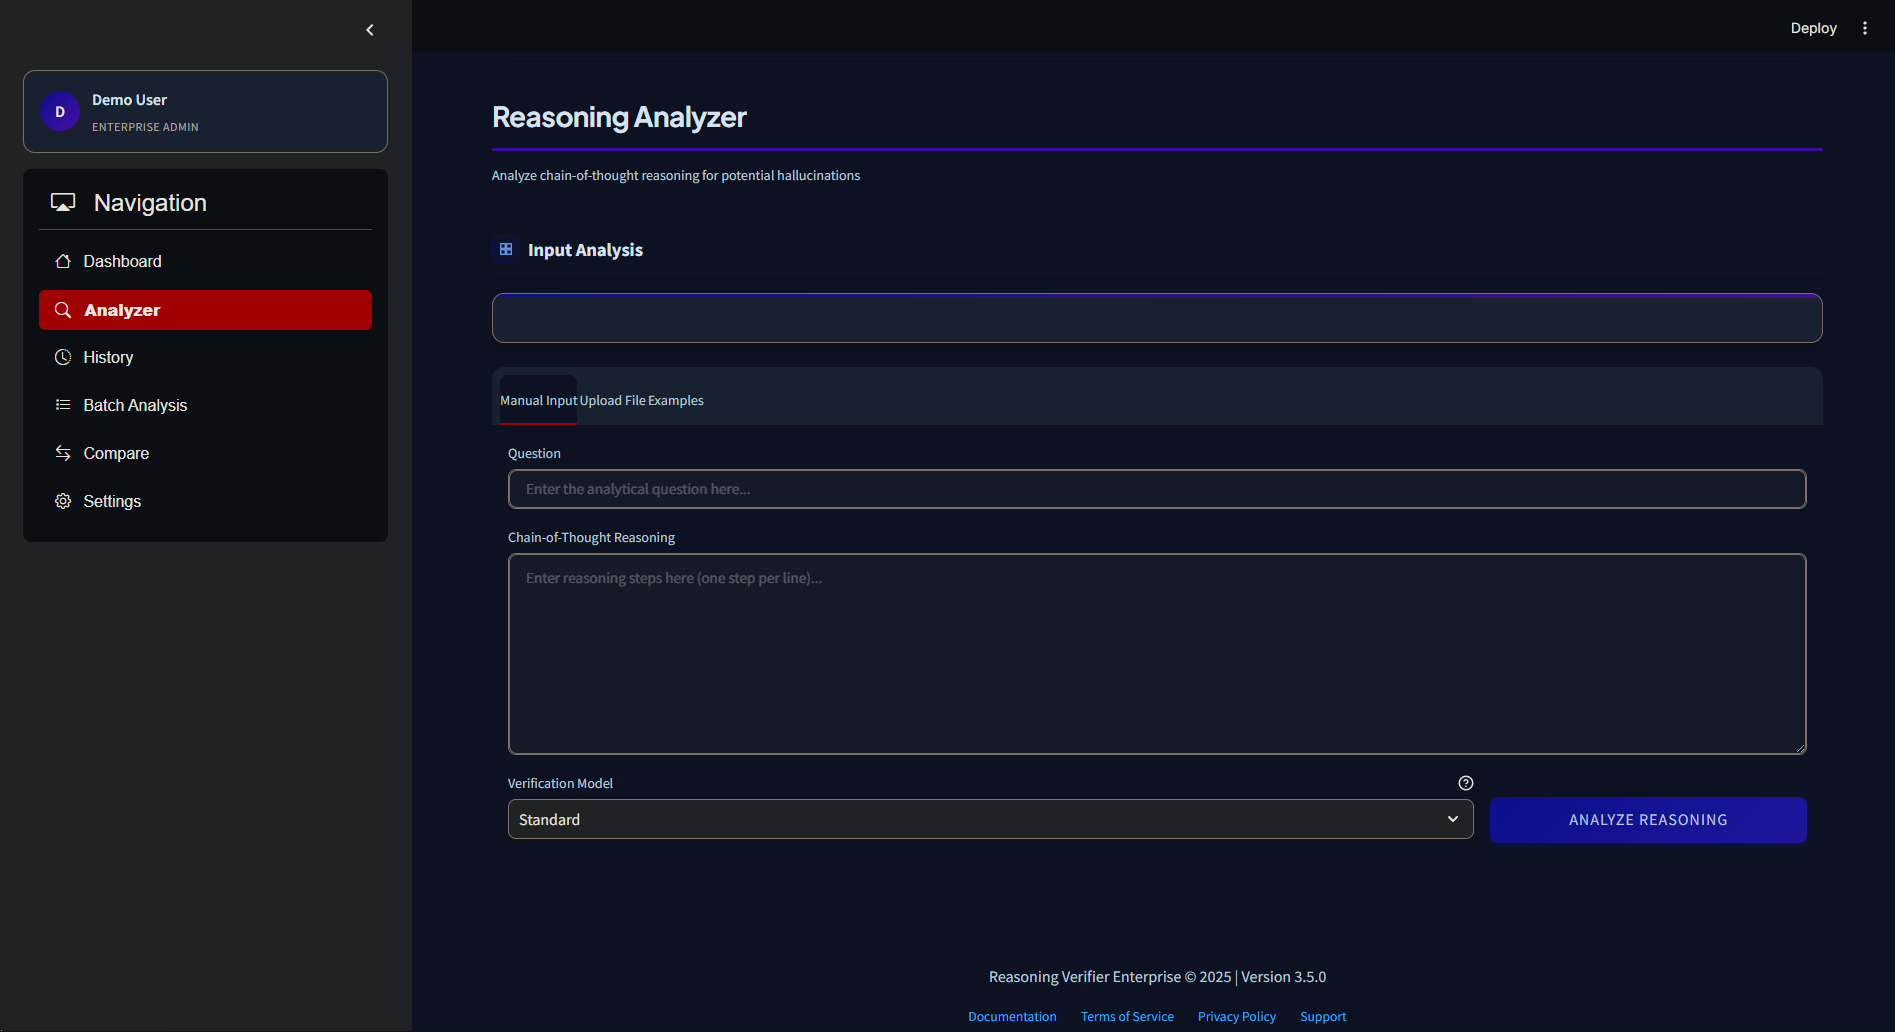 Deploy
D
Demo User
ENTERPRISE ADMIN
Navigation
Dashboard
Analyzer
History
Batch Analysis
Compare
Settings
Reasoning Analyzer
Analyze chain-of-thought reasoning for potential hallucinations
Input Analysis
Manual Input Upload File Examples
Question
Enter the analytical question here...
Chain-of-Thought Reasoning
Enter reasoning steps here (one step per line)...
Verification Model
Standard
ANALYZE REASONING
Reasoning Verifier Enterprise © 2025 | Version 3.5.0
Documentation Terms of Service Privacy Policy Support